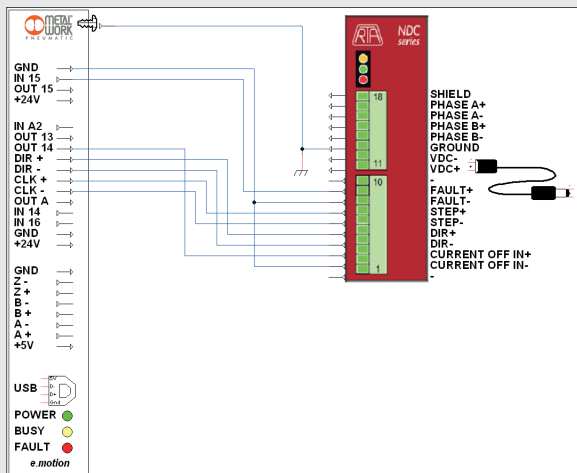 METAL
WORK
PNEUMATIC
GND
IN 15
OUT 15
+24V
IN A2
OUT 13
OUT 14
DIR +
DIR -
CLK +
CLK -
OUT A
IN 14
IN 16
GND
+24V
GND
Z -
Z +
B -
B +
A -
A +
+5V
USB
5V
D-
D+
Gnd
POWER
BUSY
FAULT
e.motion
RTA
NDC
series
18
11
10
1
SHIELD
PHASE A+
PHASE A-
PHASE B+
PHASE B-
GROUND
VDC-
VDC+
-
FAULT+
FAULT-
STEP+
STEP-
DIR+
DIR-
CURRENT OFF IN+
CURRENT OFF IN-
-